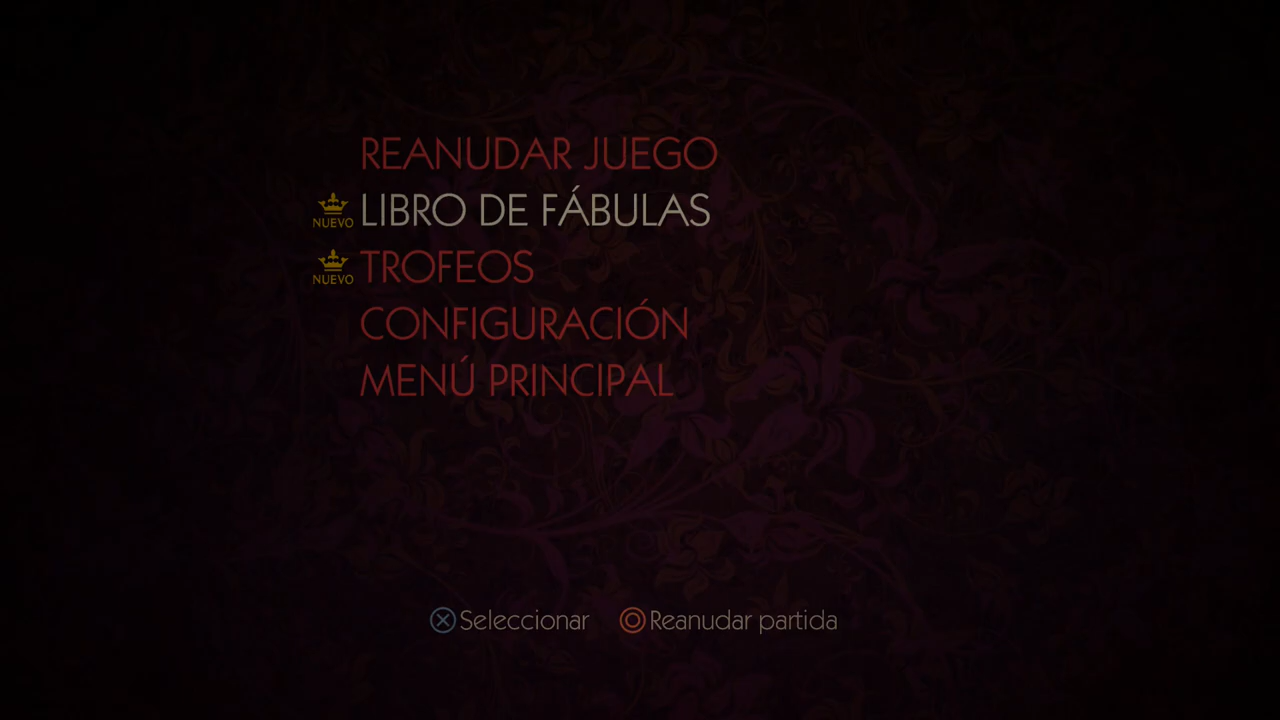 REANUDAR JUEGO
NUEVO LIBRO DE FÁBULAS
NUEVO TROFEOS
CONFIGURACIÓN
MENÚ PRINCIPAL
Seleccionar Reanudar partida